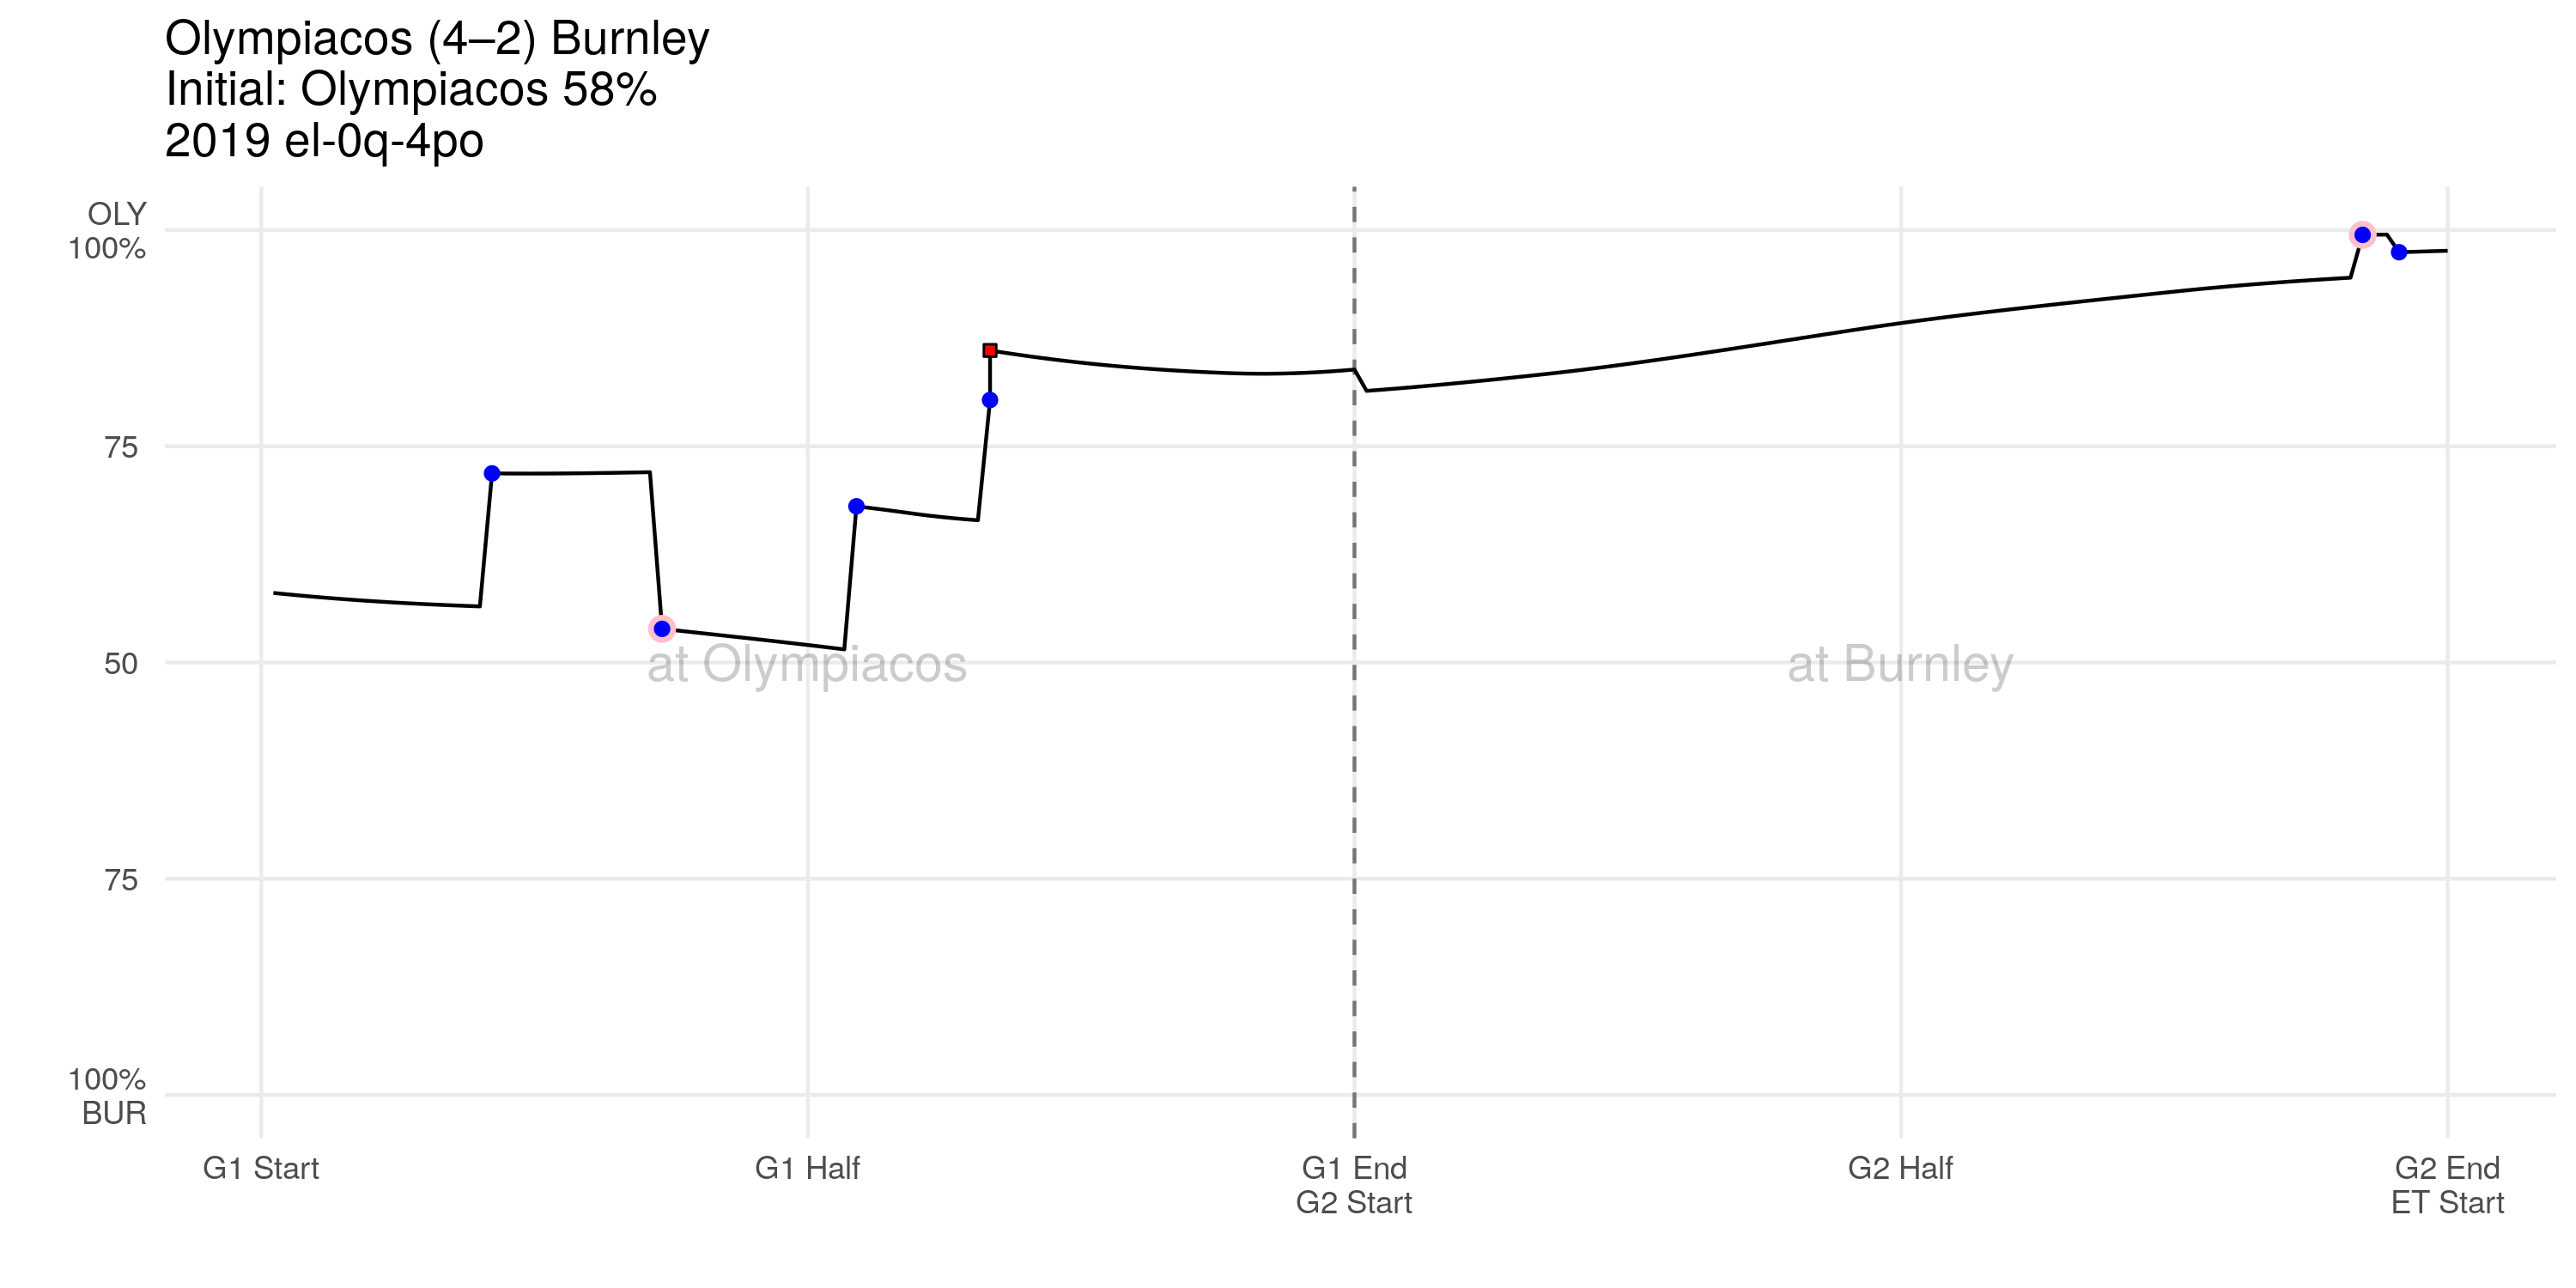 Olympiacos (4–2) Burnley
Initial: Olympiacos 58%
2019 el-0q-4po
OLY
100%
75
50
75
100%
BUR
at Olympiacos
at Burnley
G1 Start
G1 Half
G1 End
G2 Start
G2 Half
G2 End
ET Start